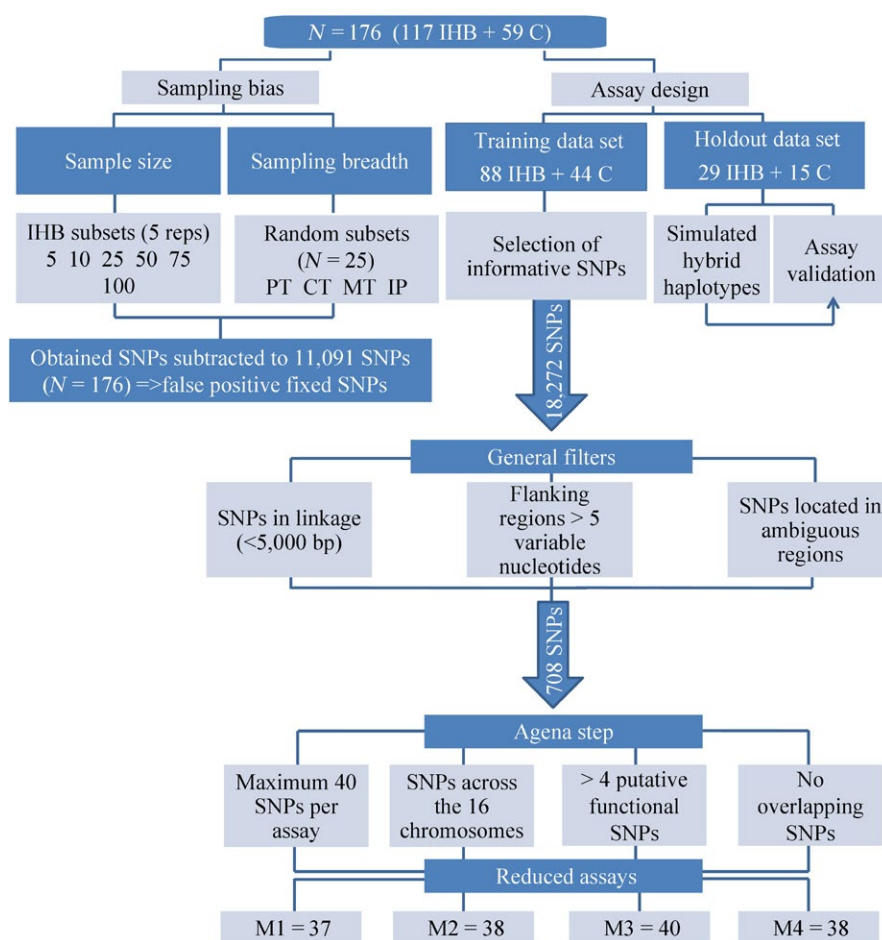 N = 176 (117 IHB + 59 C)
Sampling bias
Assay design
Sample size
Sampling breadth
Training data set
88 IHB + 44 C
Holdout data set
29 IHB + 15 C
IHB subsets (5 reps)
5 10 25 50 75
100
Random subsets
(N = 25)
PT CT MT IP
Selection of
informative SNPs
Simulated
hybrid
haplotypes
Assay
validation
Obtained SNPs subtracted to 11,091 SNPs
(N = 176) =>false positive fixed SNPs
18,272 SNPs
General filters
SNPs in linkage
(<5,000 bp)
Flanking
regions > 5
variable
nucleotides
SNPs located in
ambiguous
regions
708 SNPs
Agena step
Maximum 40
SNPs per
assay
SNPs across
the 16
chromosomes
> 4 putative
functional
SNPs
No
overlapping
SNPs
Reduced assays
M1 = 37
M2 = 38
M3 = 40
M4 = 38